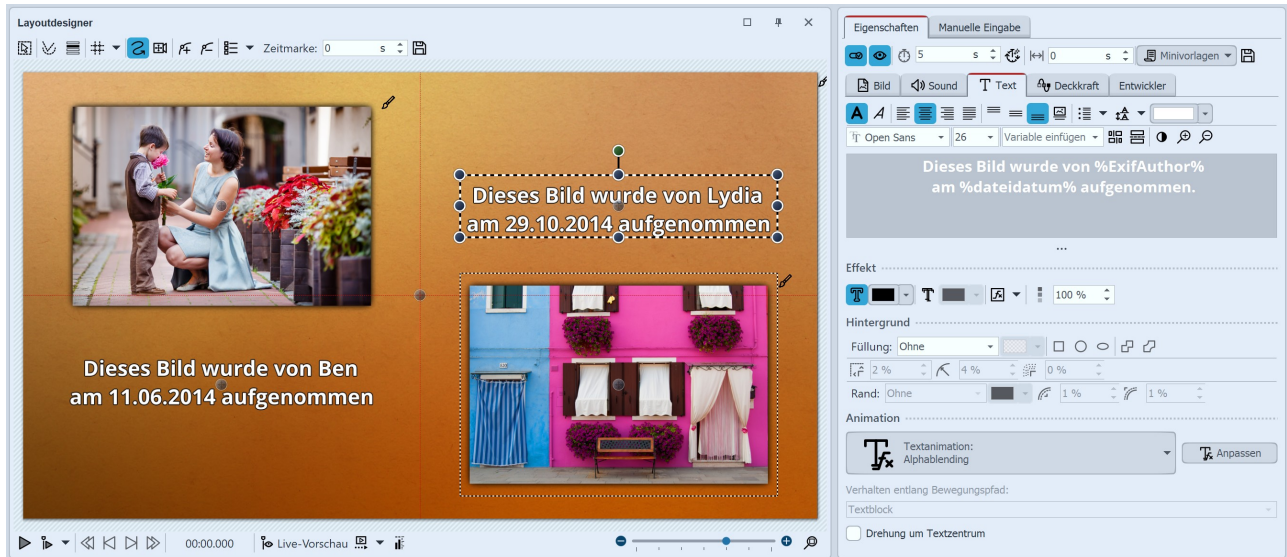 Layoutdesigner
Zeitmarke: 0 s
Dieses Bild wurde von Lydia
am 29.10.2014 aufgenommen
Dieses Bild wurde von Ben
am 11.06.2014 aufgenommen
00:00.000 Live-Vorschau
Eigenschaften Manuelle Eingabe
5 s 0 s Minivorlagen
Bild Sound Text Deckkraft Entwickler
Open Sans 26 Variable einfügen
Dieses Bild wurde von %ExifAuthor%
am %dateidatum% aufgenommen.
Effekt
100 %
Hintergrund
Füllung: Ohne
2 % 4 % 0 %
Rand: Ohne 1 % 1 %
Animation
Textanimation:
Alphablending
Anpassen
Verhalten entlang Bewegungspfad:
Textblock
Drehung um Textzentrum